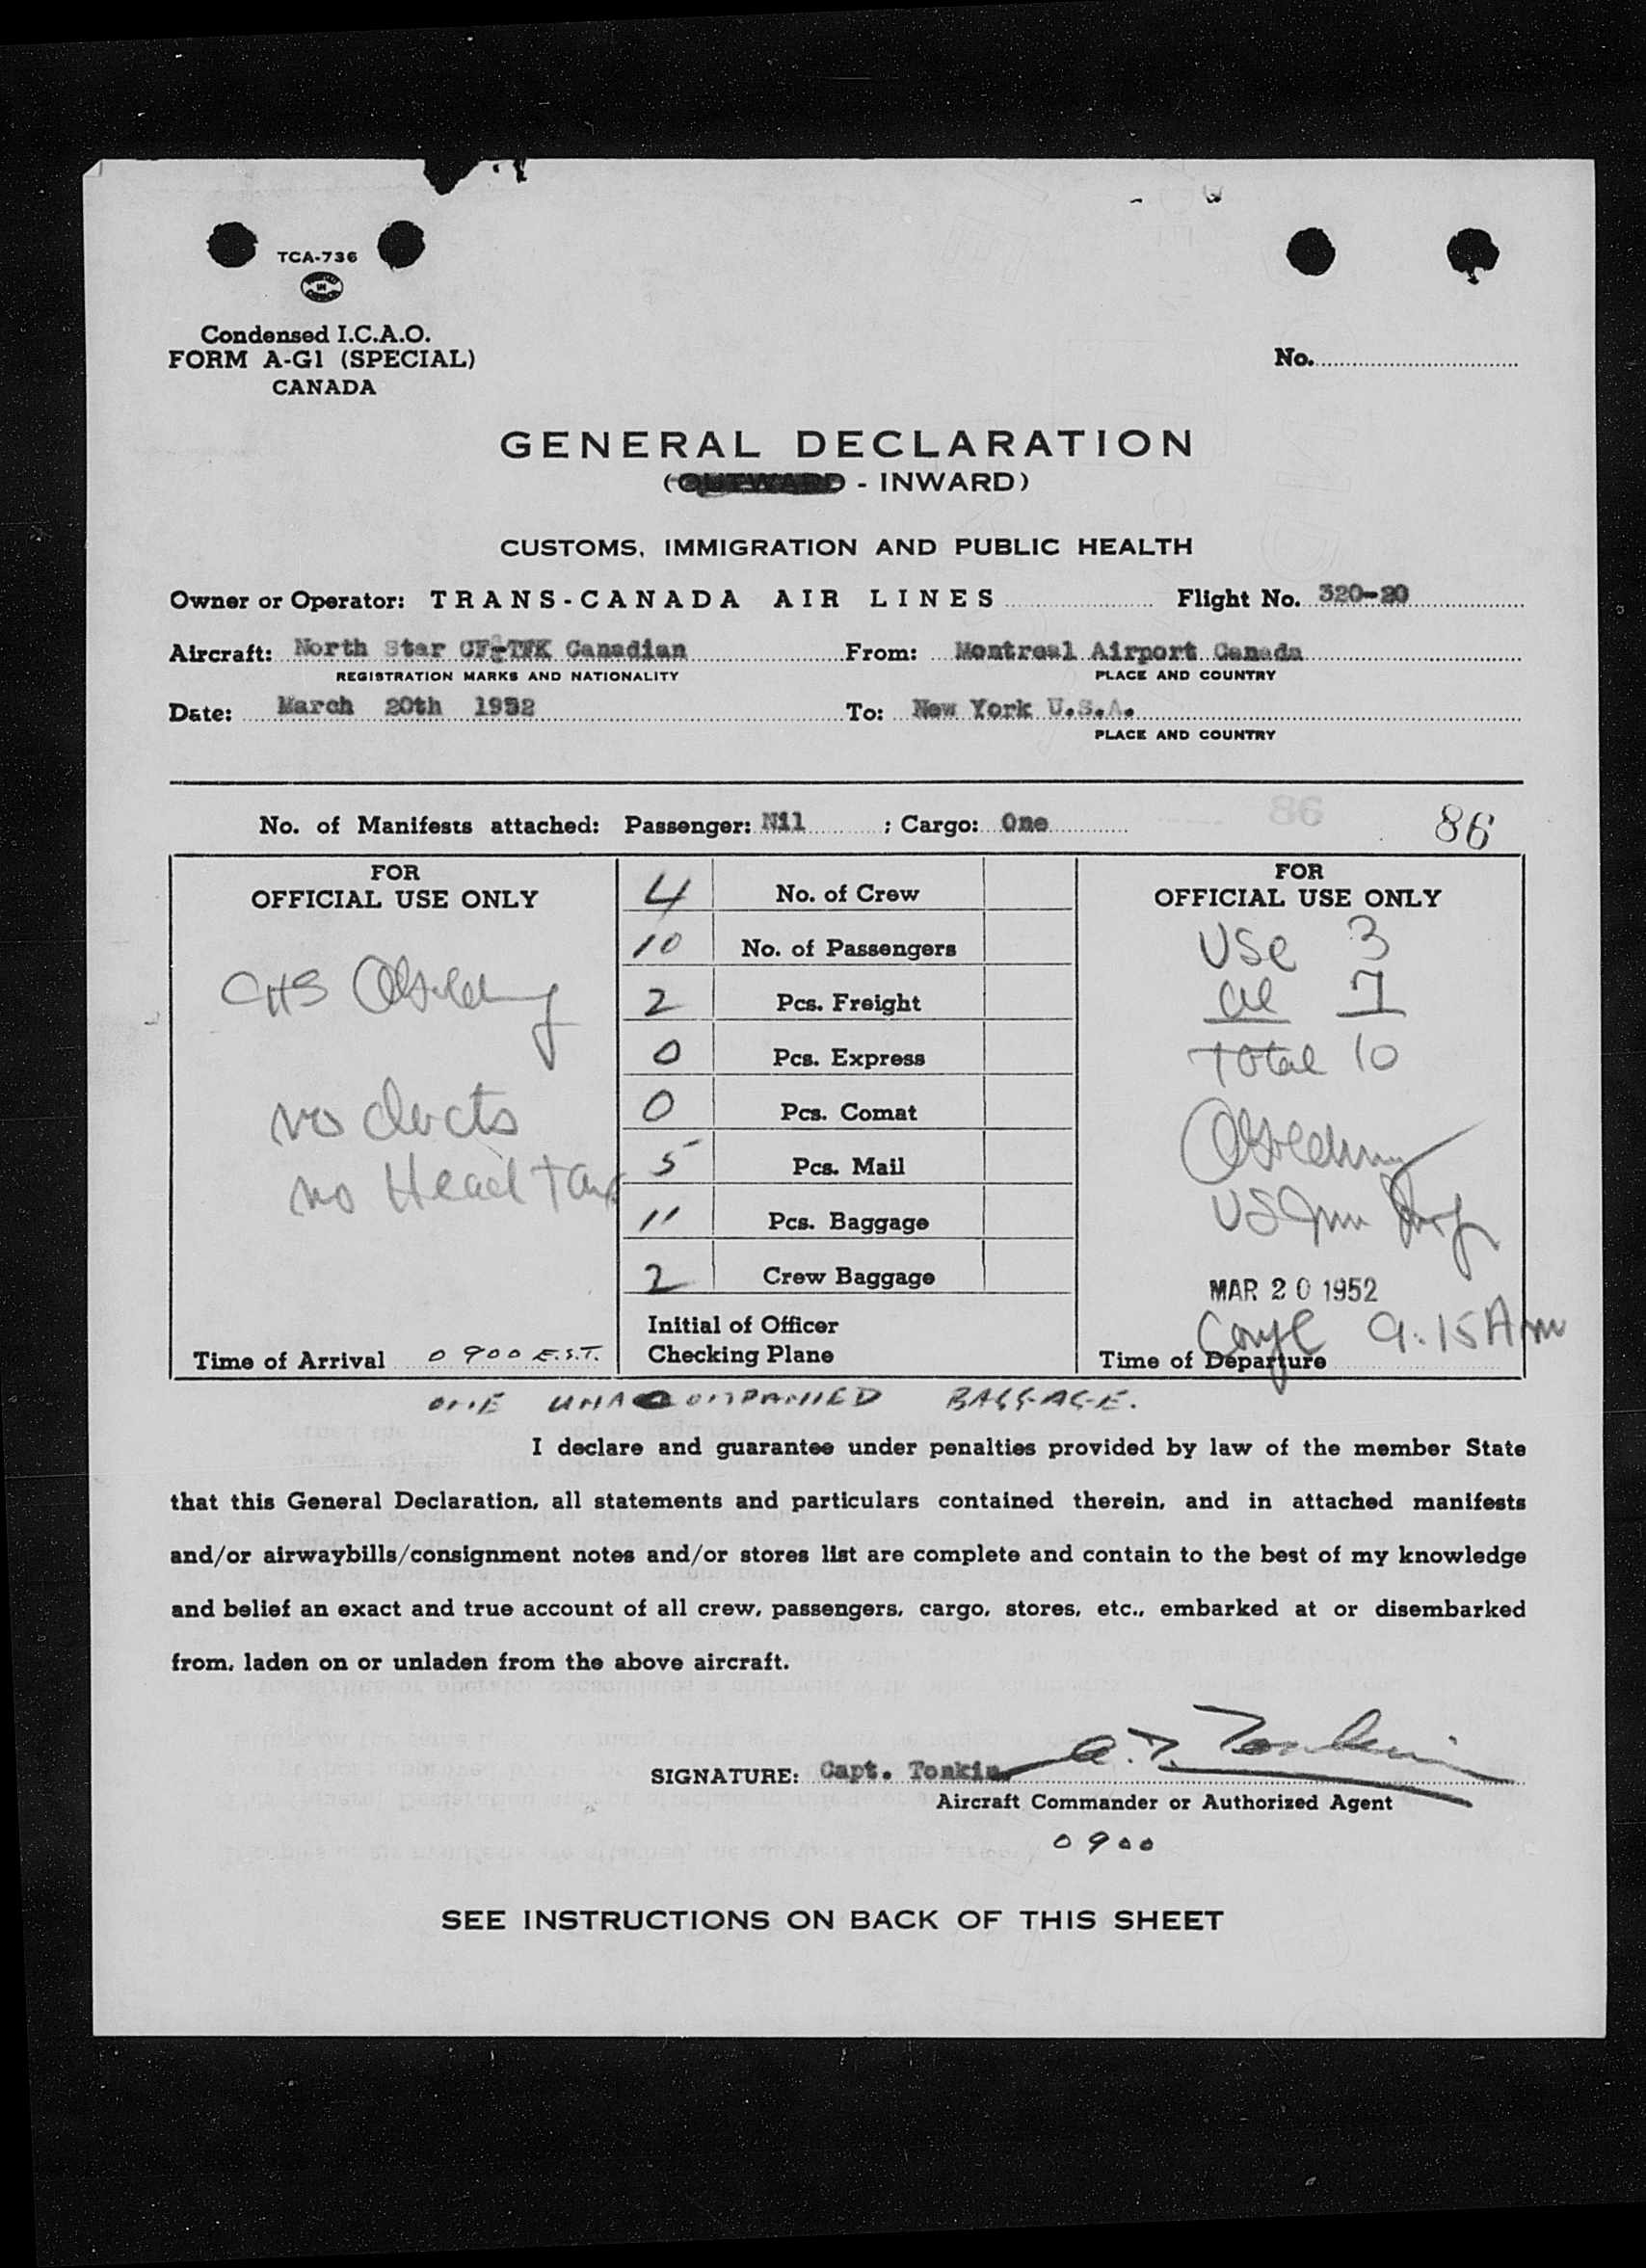 TCA-736
Condensed I.C.A.O.
FORM A-G1 (SPECIAL)
CANADA
No.
GENERAL DECLARATION
(OUTWARD - INWARD)
CUSTOMS, IMMIGRATION AND PUBLIC HEALTH
Owner or Operator: TRANS-CANADA AIR LINES Flight No. 320-20
Aircraft: North Star CF-TFK Canadian From: Montreal Airport Canada
REGISTRATION MARKS AND NATIONALITY PLACE AND COUNTRY
Date: March 20th 1952 To: New York U.S.A.
PLACE AND COUNTRY
No. of Manifests attached: Passenger: Nil ; Cargo: One 86
FOR
OFFICIAL USE ONLY
CHS
no docts
no Head Tax
Time of Arrival 0900 E.S.T.
4 No. of Crew
10 No. of Passengers
2 Pcs. Freight
0 Pcs. Express
0 Pcs. Comat
5 Pcs. Mail
11 Pcs. Baggage
2 Crew Baggage
Initial of Officer
Checking Plane
FOR
OFFICIAL USE ONLY
USC 3
al 7
Total 10
US Imm Insp
MAR 20 1952
9:15 AM
Time of Departure
ONE UNACCOMPANIED BAGGAGE.
I declare and guarantee under penalties provided by law of the member State
that this General Declaration, all statements and particulars contained therein, and in attached manifests
and/or airwaybills/consignment notes and/or stores list are complete and contain to the best of my knowledge
and belief an exact and true account of all crew, passengers, cargo, stores, etc., embarked at or disembarked
from, laden on or unladen from the above aircraft.
SIGNATURE: Capt. Tonkin
Aircraft Commander or Authorized Agent
0900
SEE INSTRUCTIONS ON BACK OF THIS SHEET